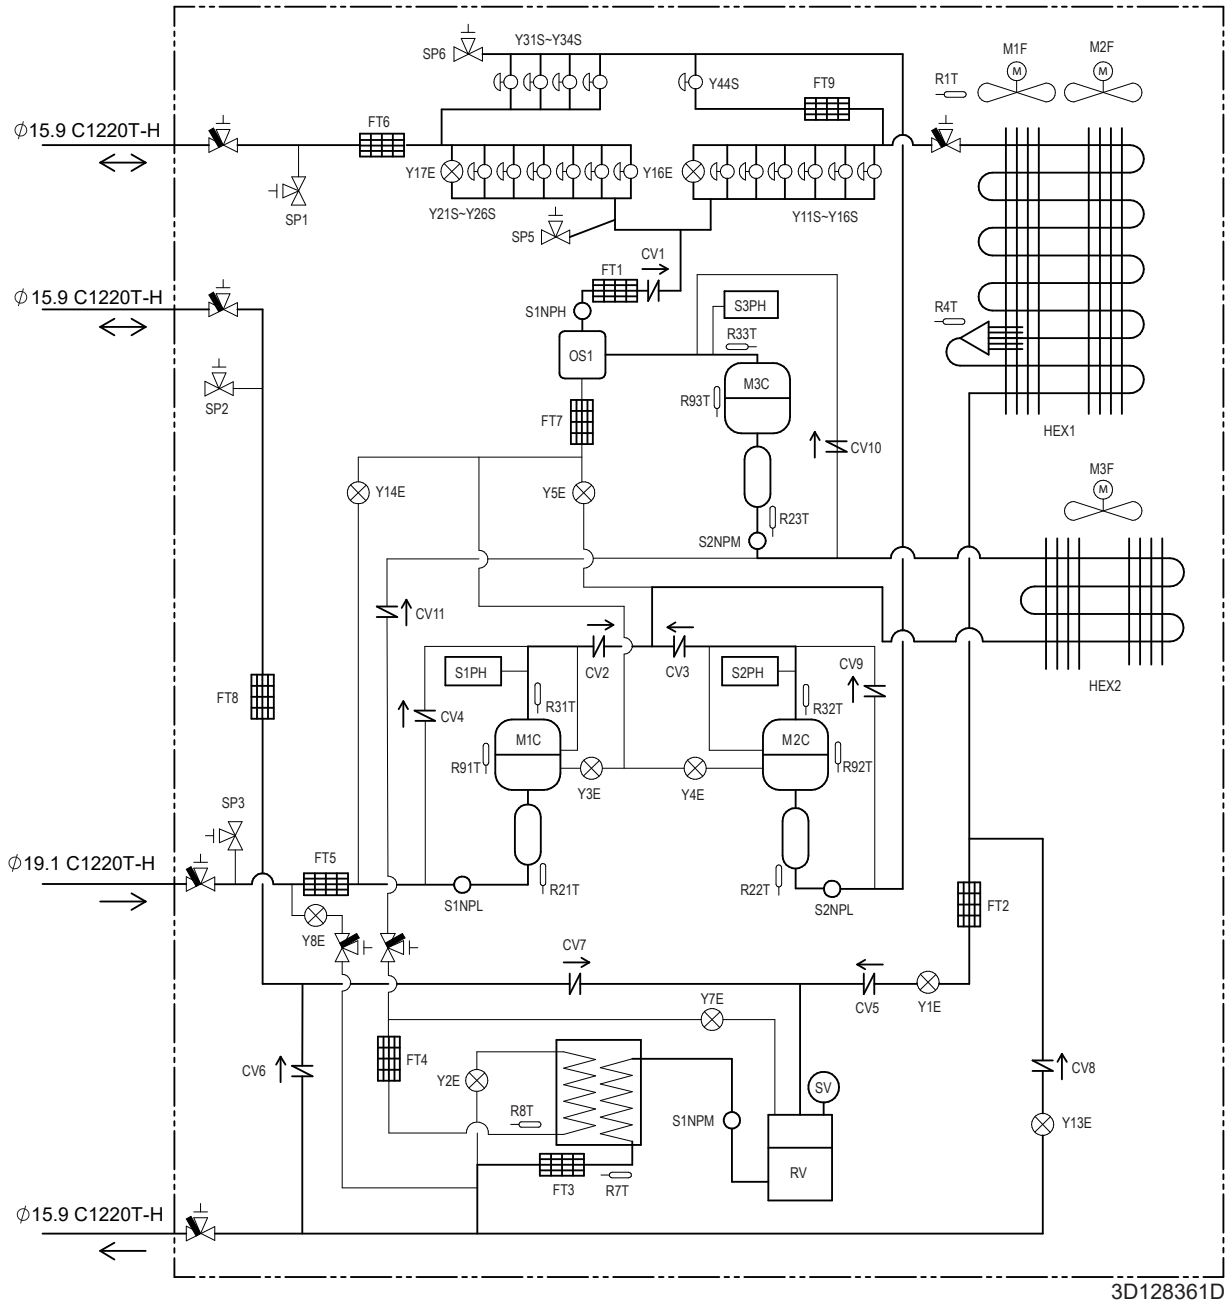 Y31S~Y34S
SP6
M1F
M2F
M
M
R1T
Y44S
FT9
⌀15.9 C1220T-H
FT6
Y17E
Y16E
SP1
Y21S~Y26S
Y11S~Y16S
SP5
CV1
FT1
⌀15.9 C1220T-H
S1NPH
S3PH
R4T
R33T
OS1
M3C
R93T
SP2
FT7
HEX1
CV10
M3F
M
Y14E
Y5E
R23T
S2NPM
CV11
CV2
CV3
CV9
S1PH
S2PH
HEX2
FT8
R31T
R32T
CV4
M1C
M2C
R91T
R92T
Y3E
Y4E
SP3
⌀19.1 C1220T-H
FT5
R21T
R22T
S1NPL
S2NPL
FT2
Y8E
CV7
CV5
Y1E
Y7E
FT4
CV6
Y2E
CV8
SV
R8T
S1NPM
Y13E
RV
FT3
R7T
⌀15.9 C1220T-H
3D128361D